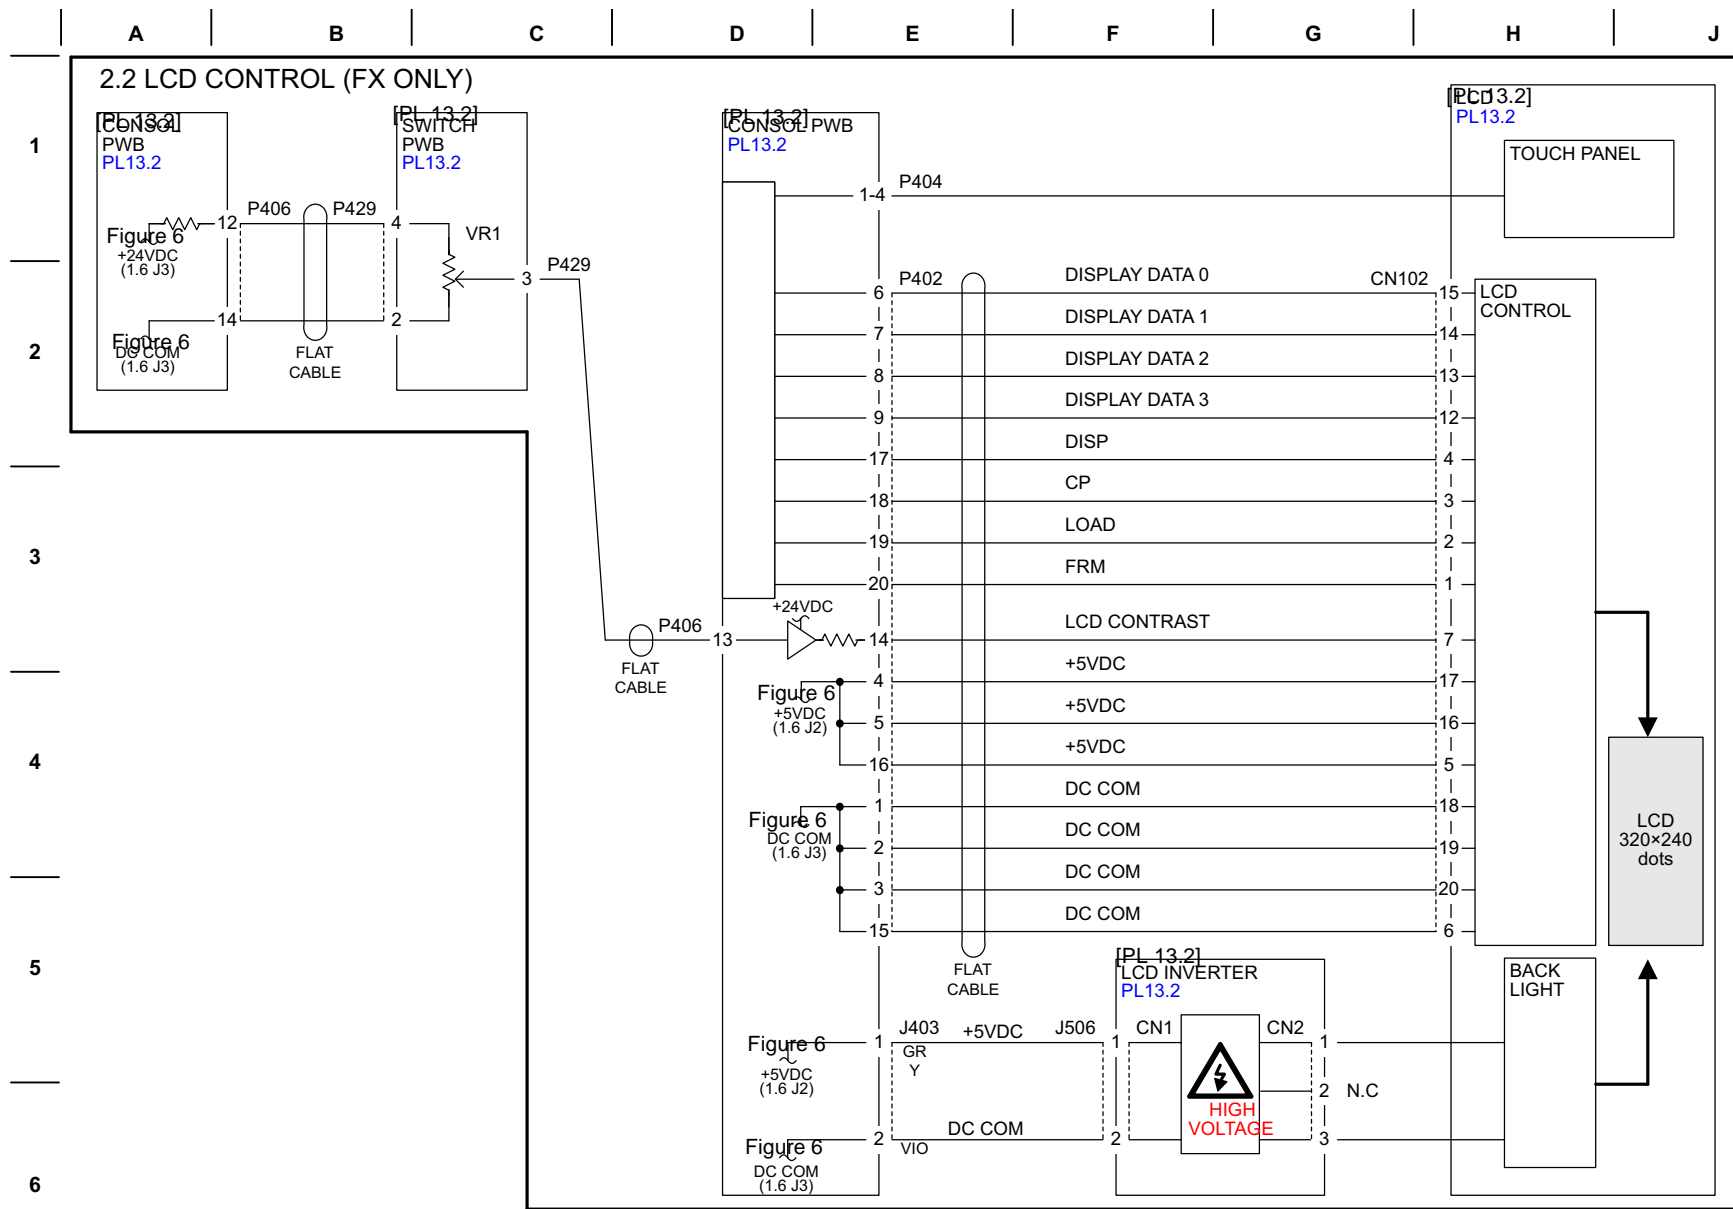 A B C D E F G H J
1
2
3
4
5
6
2.2 LCD CONTROL (FX ONLY)
[PL 13.2]
CONSOL
PWB
PL13.2
[PL 13.2]
SWITCH
PWB
PL13.2
[PL 13.2]
CONSOL PWB
PL13.2
[PL 13.2]
LCD
PL13.2
TOUCH PANEL
1-4 P404
12 P406 P429 4
VR1
Figure 6
+24VDC
(1.6 J3)
3 P429
14 2
Figure 6
DC COM
(1.6 J3)
FLAT
CABLE
P402 CN102
LCD
CONTROL
6 DISPLAY DATA 0 15
7 DISPLAY DATA 1 14
8 DISPLAY DATA 2 13
9 DISPLAY DATA 3 12
17 DISP 4
18 CP 3
19 LOAD 2
20 FRM 1
+24VDC
P406 13
14 LCD CONTRAST 7
FLAT
CABLE
4 +5VDC 17
Figure 6
+5VDC
(1.6 J2)
5 +5VDC 16
16 +5VDC 5
1 DC COM 18
Figure 6
DC COM
(1.6 J3)
2 DC COM 19
3 DC COM 20
15 DC COM 6
LCD
320×240
dots
FLAT
CABLE
[PL 13.2]
LCD INVERTER
PL13.2
BACK
LIGHT
1 J403 +5VDC J506 1 CN1 CN2 1
GR
Y
Figure 6
+5VDC
(1.6 J2)
HIGH
VOLTAGE
2 N.C
2 VIO DC COM 2 3
Figure 6
DC COM
(1.6 J3)